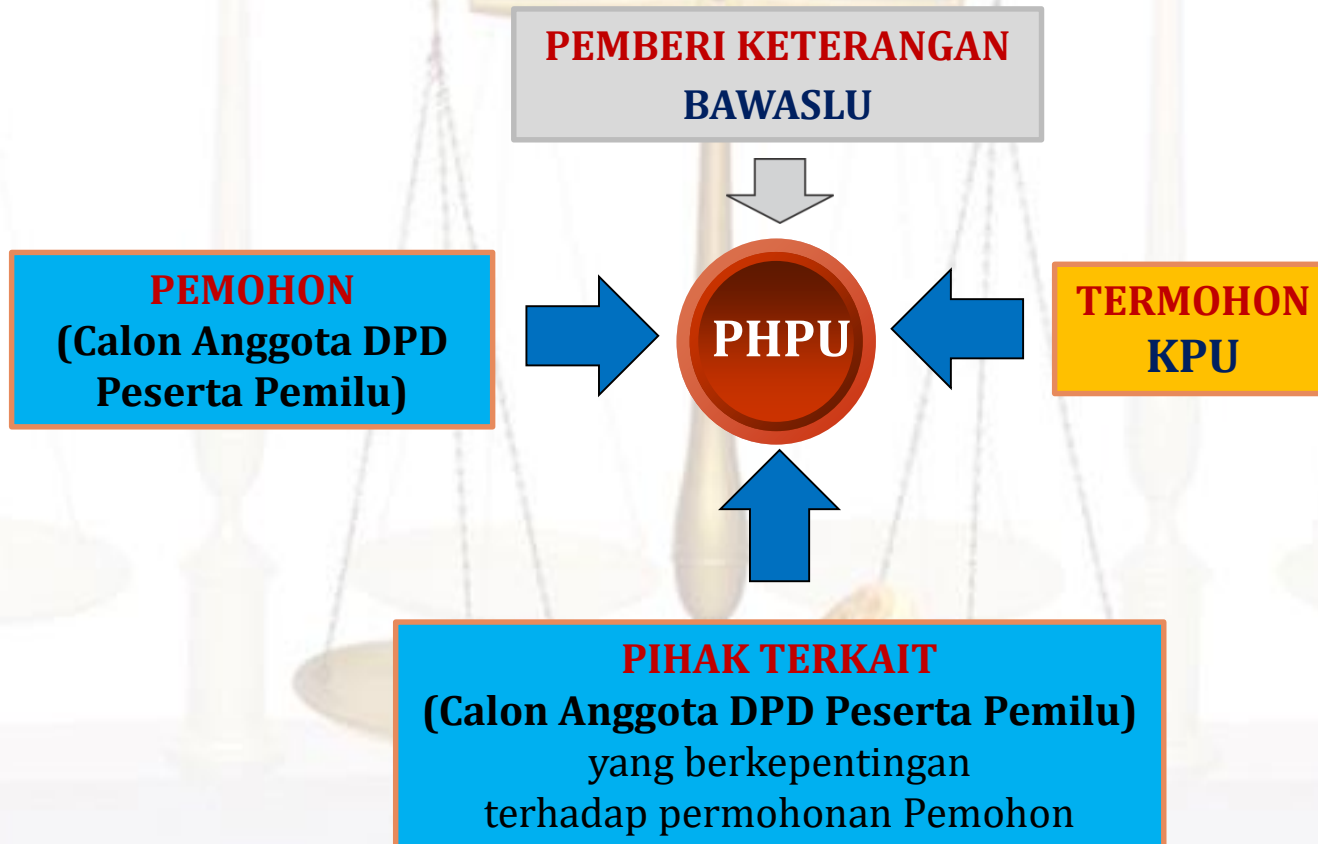 PEMBERI KETERANGAN
BAWASLU
PEMOHON
(Calon Anggota DPD
Peserta Pemilu)
PHPU
TERMOHON
KPU
PIHAK TERKAIT
(Calon Anggota DPD Peserta Pemilu)
yang berkepentingan
terhadap permohonan Pemohon